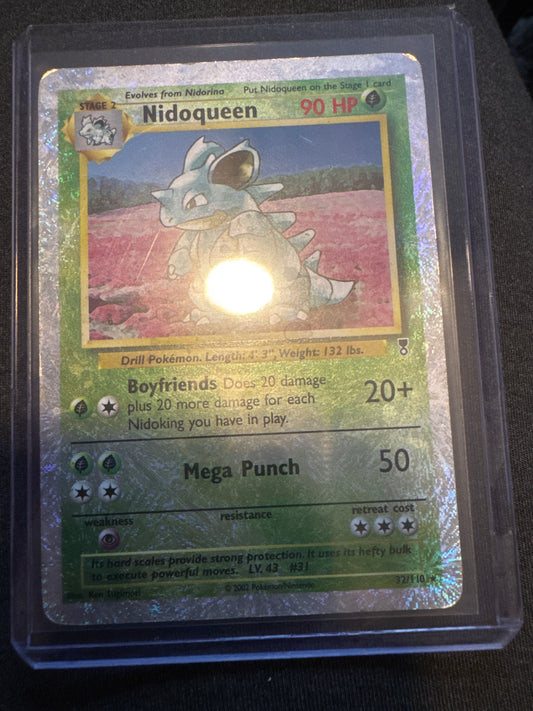 Evolves from Nidorina Put Nidoqueen on the Stage 1 card
STAGE 2
Nidoqueen 90 HP
Drill Pokémon. Length: 4' 3", Weight: 132 lbs.
Boyfriends Does 20 damage
plus 20 more damage for each
Nidoking you have in play.
20+
Mega Punch 50
weakness resistance retreat cost
Its hard scales provide strong protection. It uses its hefty bulk
to execute powerful moves. LV. 43 #31
Illus. Ken Sugimori © 2002 Pokémon/Nintendo 32/110 ★